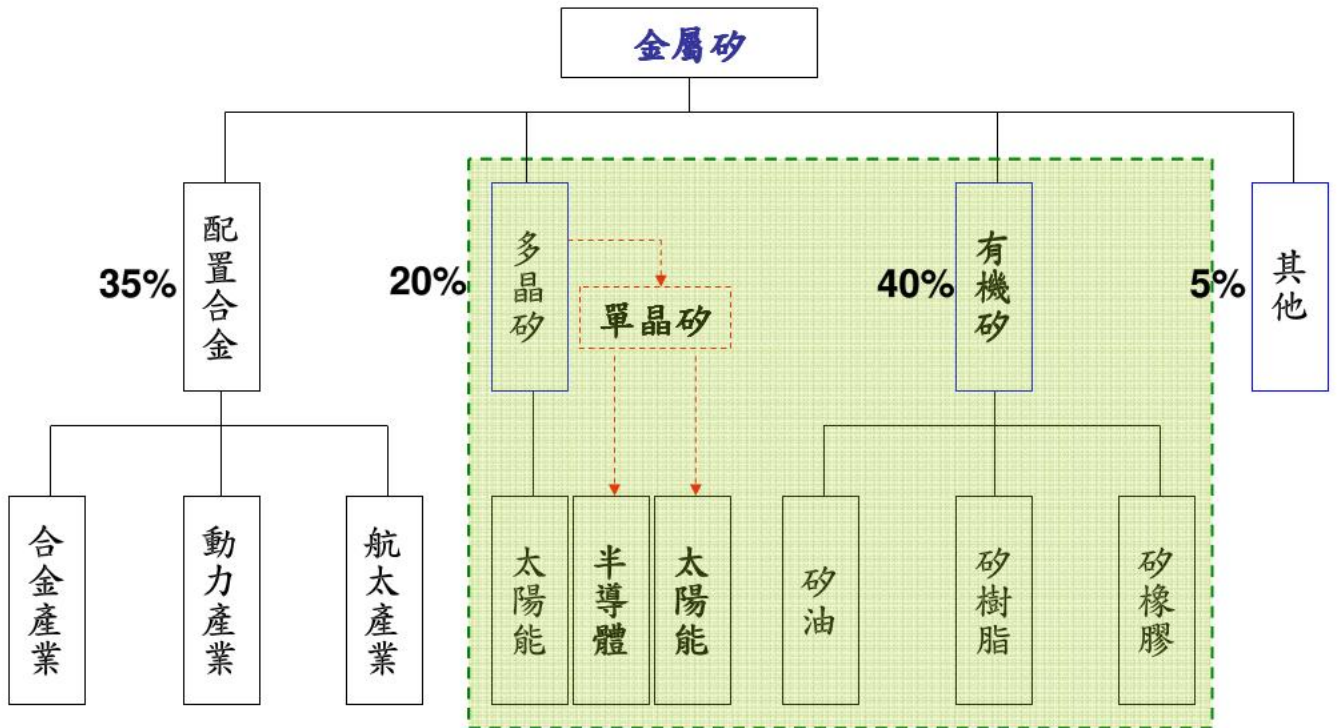 金屬矽
35%
配置合金
20%
多晶矽
單晶矽
40%
有機矽
5%
其他
合金產業
動力產業
航太產業
太陽能
半導體
太陽能
矽油
矽樹脂
矽橡膠